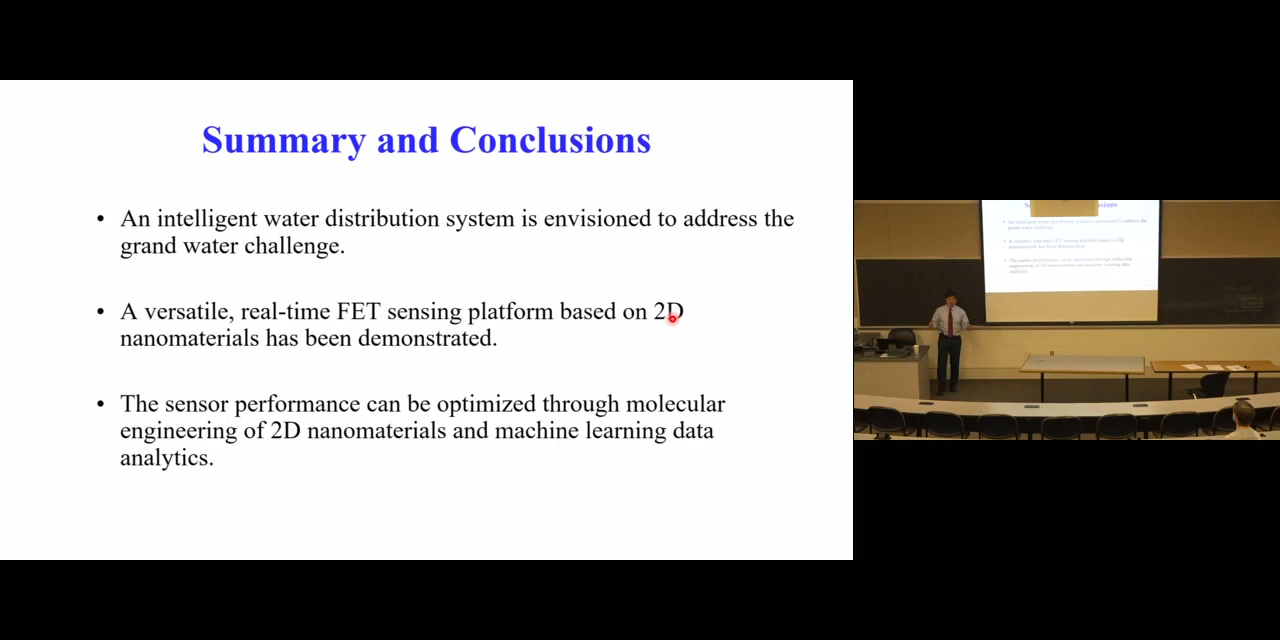 Summary and Conclusions
• An intelligent water distribution system is envisioned to address the
grand water challenge.
• A versatile, real-time FET sensing platform based on 2D
nanomaterials has been demonstrated.
• The sensor performance can be optimized through molecular
engineering of 2D nanomaterials and machine learning data
analytics.